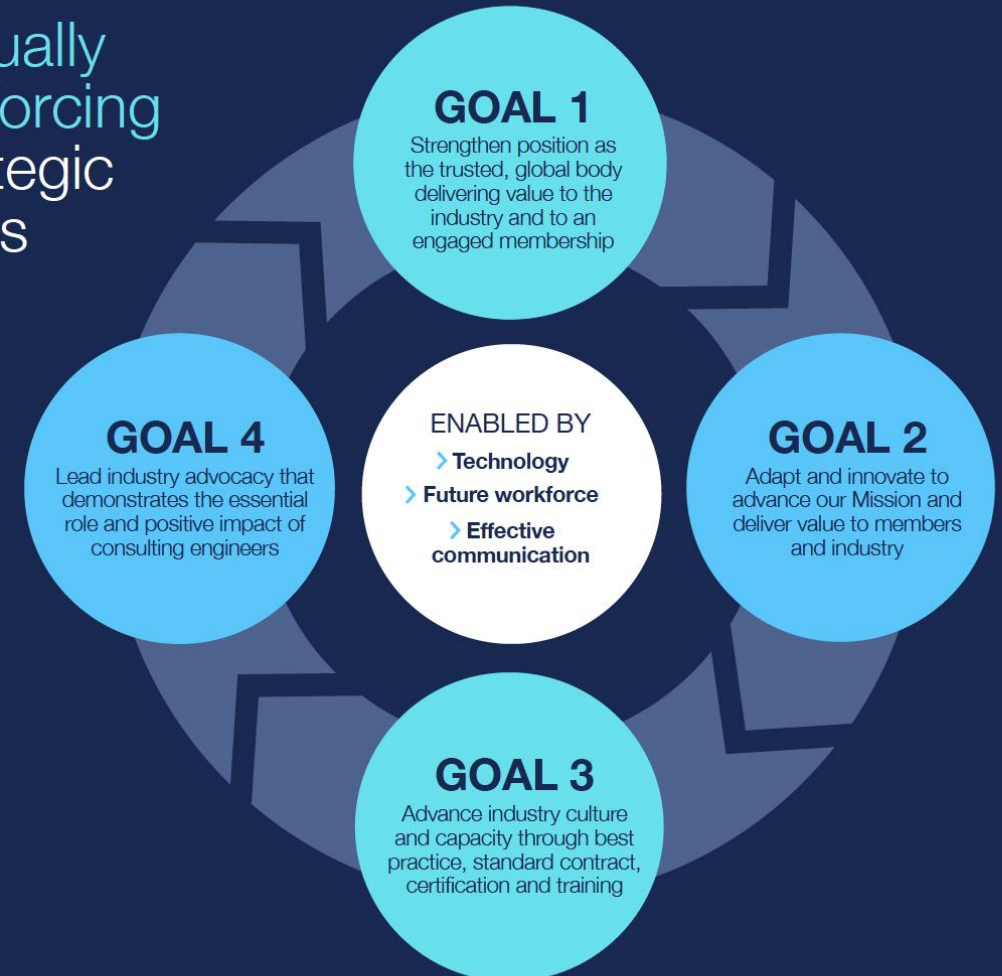 ually
orcing
tegic
s
GOAL 1
Strengthen position as
the trusted, global body
delivering value to the
industry and to an
engaged membership
GOAL 4
Lead industry advocacy that
demonstrates the essential
role and positive impact of
consulting engineers
ENABLED BY
> Technology
> Future workforce
> Effective
communication
GOAL 2
Adapt and innovate to
advance our Mission and
deliver value to members
and industry
GOAL 3
Advance industry culture
and capacity through best
practice, standard contract,
certification and training